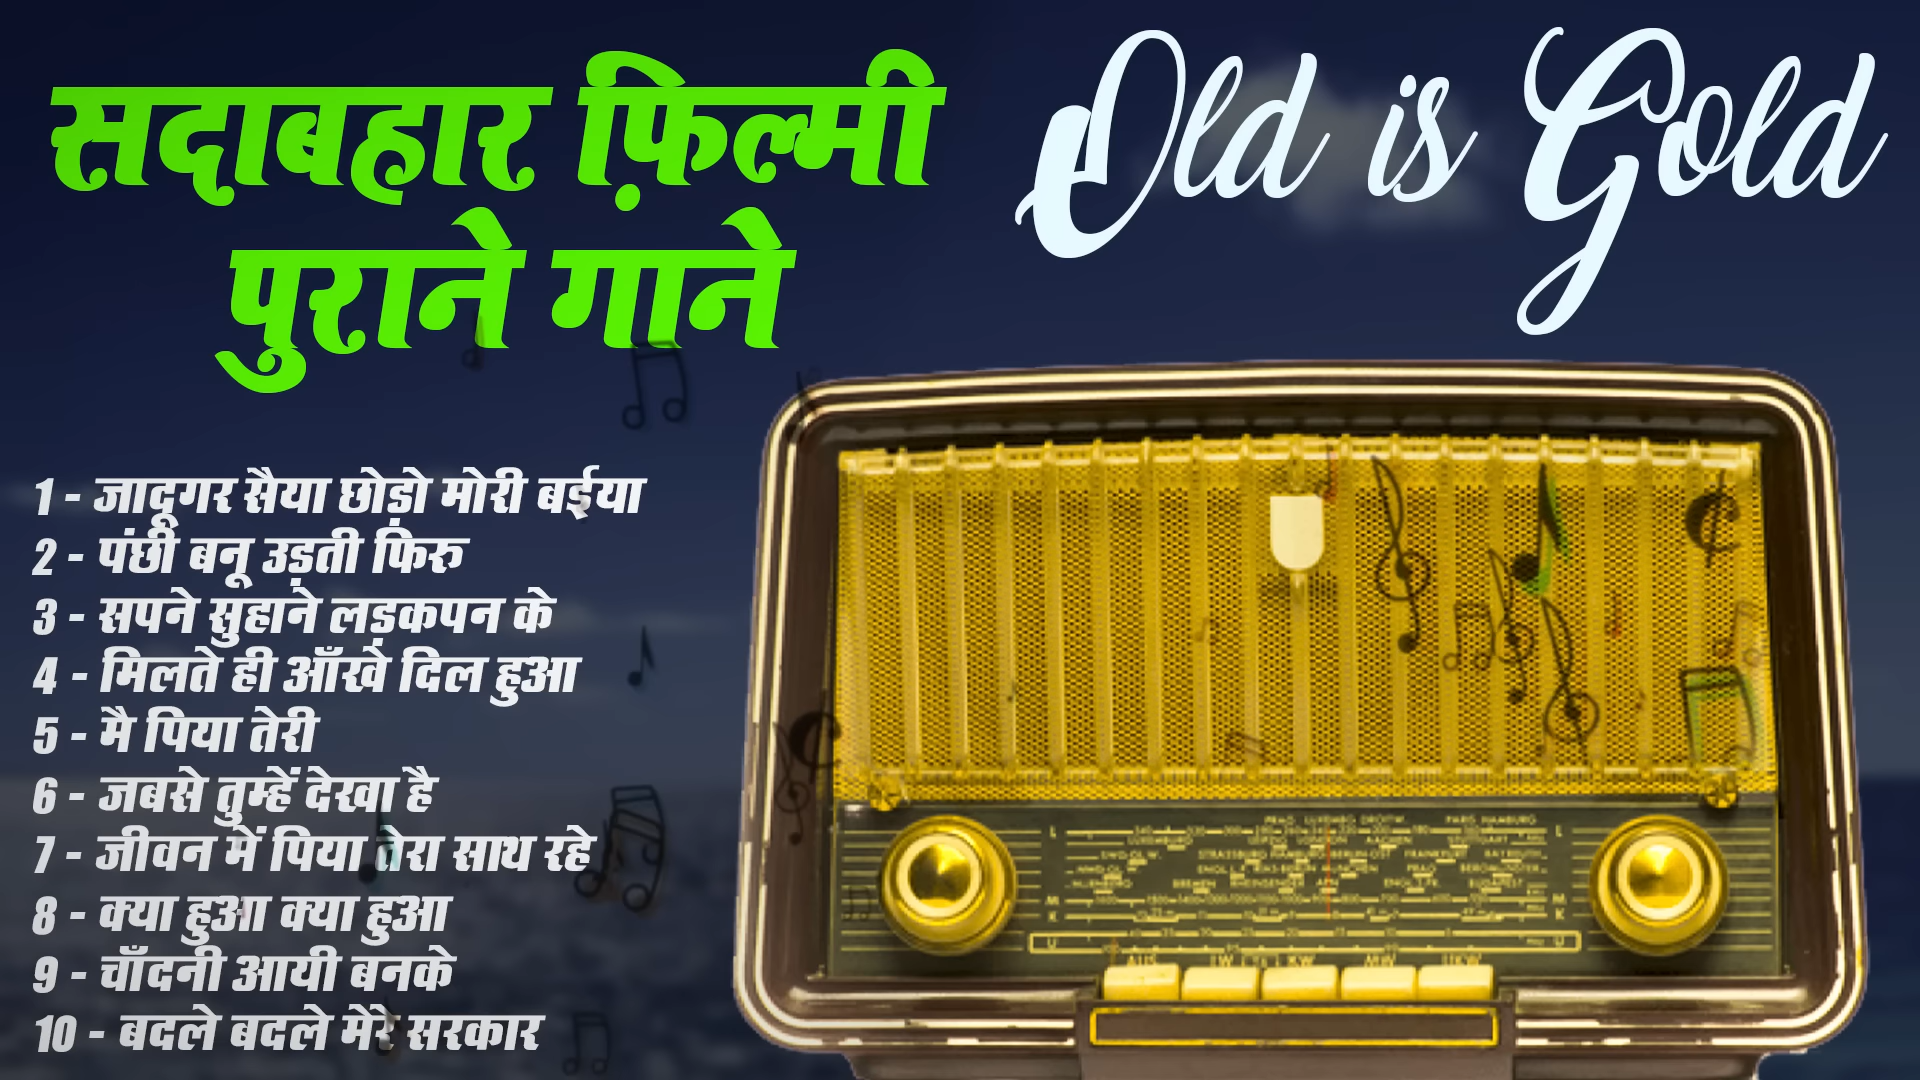 सदाबहार फ़िल्मी
पुराने गाने
Old is Gold
1 - जादूगर सैया छोड़ो मोरी बईया
2 - पंछी बनू उड़ती फिरु
3 - सपने सुहाने लड़कपन के
4 - मिलते ही आँखे दिल हुआ
5 - मै पिया तेरी
6 - जबसे तुम्हें देखा है
7 - जीवन में पिया तेरा साथ रहे
8 - क्या हुआ क्या हुआ
9 - चाँदनी आयी बनके
10 - बदले बदले मेरे सरकार